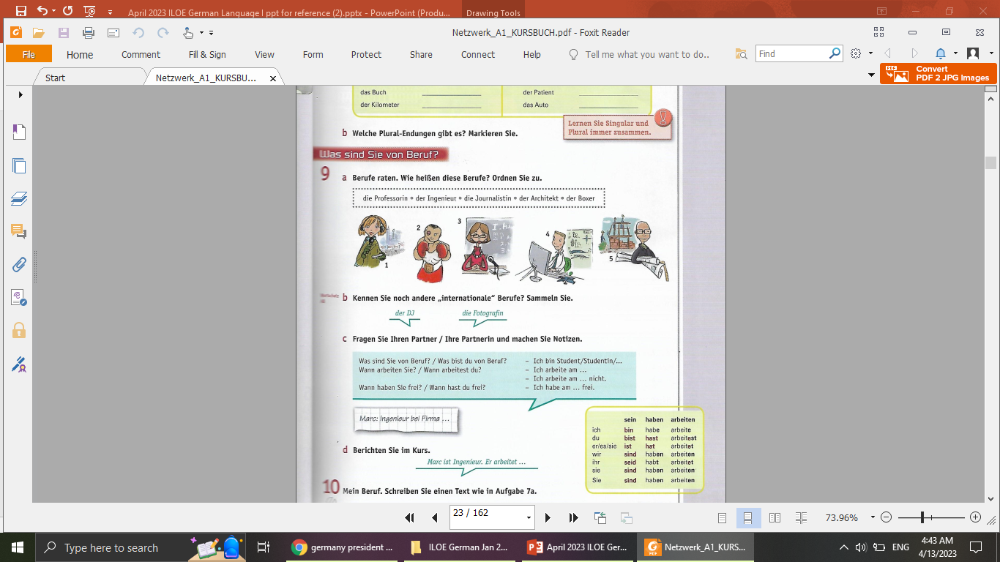 April 2023 ILOE German Language I ppt for reference (2).pptx - PowerPoint (Produ...
Drawing Tools
Netzwerk_A1_KURSBUCH.pdf - Foxit Reader
File Home Comment Fill & Sign View Form Protect Share Connect Help Tell me what you want to do.. Find
Start Netzwerk_A1_KURSBU...
PDF Convert
PDF 2 JPG Images
das Buch der Patient
der Kilometer das Auto
Lernen Sie Singular und
Plural immer zusammen.
b Welche Plural-Endungen gibt es? Markieren Sie.
Was sind Sie von Beruf?
9 a Berufe raten. Wie heißen diese Berufe? Ordnen Sie zu.
die Professorin • der Ingenieur • die Journalistin • der Architekt • der Boxer
1
2
3
4
5
b Kennen Sie noch andere „internationale“ Berufe? Sammeln Sie.
der DJ die Fotografin
c Fragen Sie Ihren Partner / Ihre Partnerin und machen Sie Notizen.
Was sind Sie von Beruf? / Was bist du von Beruf? – Ich bin Student/Studentin/...
Wann arbeiten Sie? / Wann arbeitest du? – Ich arbeite am ...
– Ich arbeite am ... nicht.
Wann haben Sie frei? / Wann hast du frei? – Ich habe am ... frei.
Marc: Ingenieur bei Firma ...
sein haben arbeiten
ich bin habe arbeite
du bist hast arbeitest
er/es/sie ist hat arbeitet
wir sind haben arbeiten
ihr seid habt arbeitet
sie sind haben arbeiten
Sie sind haben arbeiten
d Berichten Sie im Kurs.
Marc ist Ingenieur. Er arbeitet ...
10 Mein Beruf. Schreiben Sie einen Text wie in Aufgabe 7a.
23 / 162
73.96%
Type here to search
germany president ...
ILOE German Jan 2...
April 2023 ILOE Ger...
Netzwerk_A1_KURS...
ENG
4:43 AM
4/13/2023